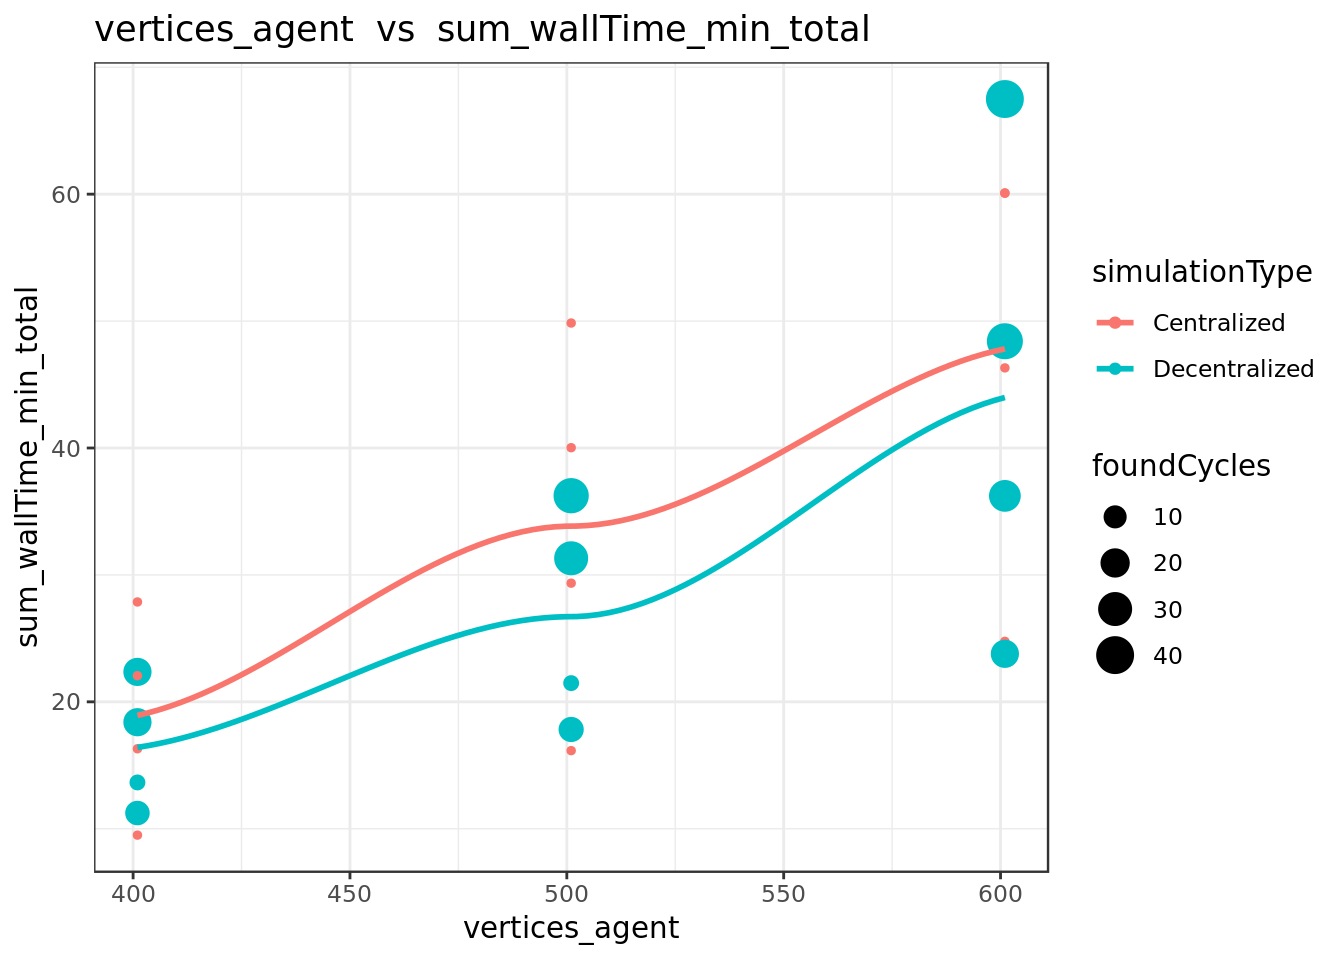 vertices_agent  vs  sum_wallTime_min_total
sum_wallTime_min_total
60
40
20
400
450
500
550
600
vertices_agent
simulationType
Centralized
Decentralized
foundCycles
10
20
30
40